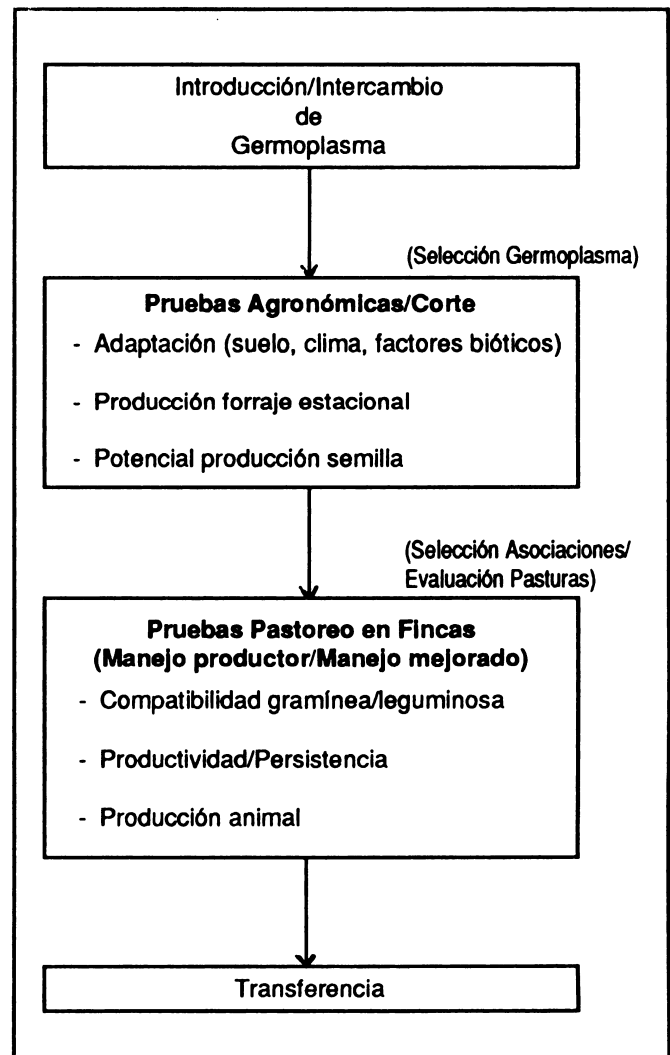 Introducción/Intercambio
de
Germoplasma
(Selección Germoplasma)
Pruebas Agronómicas/Corte
- Adaptación (suelo, clima, factores bióticos)
- Producción forraje estacional
- Potencial producción semilla
(Selección Asociaciones/
Evaluación Pasturas)
Pruebas Pastoreo en Fincas
(Manejo productor/Manejo mejorado)
- Compatibilidad gramínea/leguminosa
- Productividad/Persistencia
- Producción animal
Transferencia